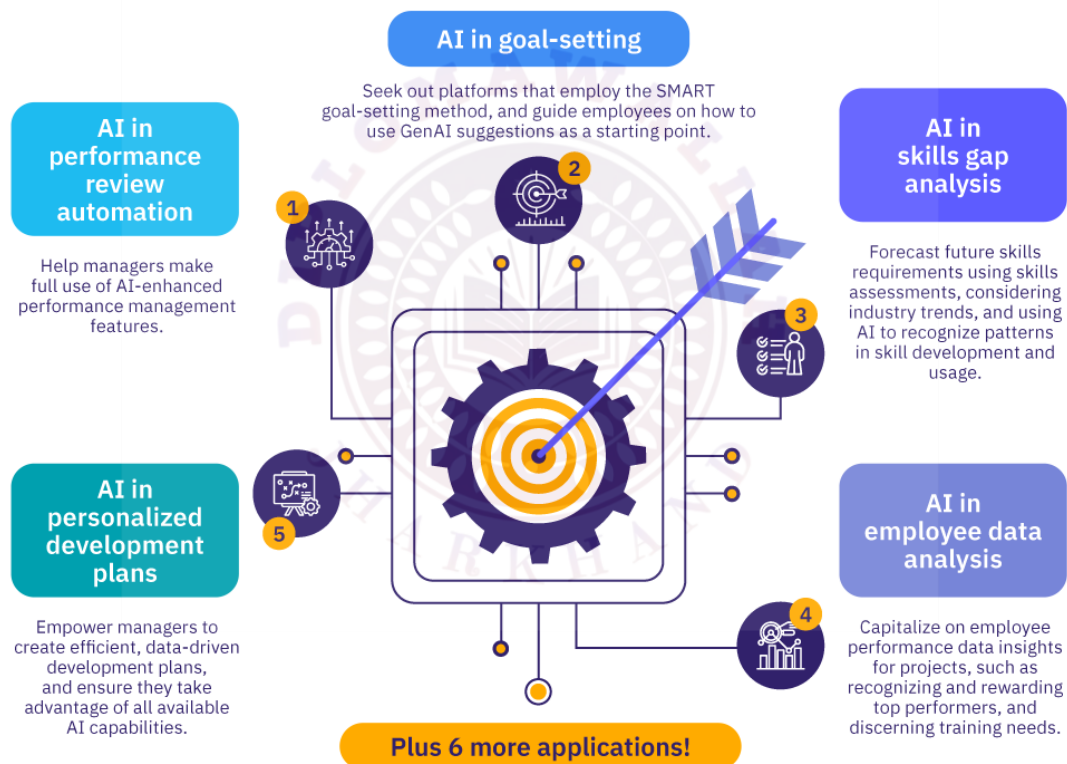 AI in goal-setting
Seek out platforms that employ the SMART
goal-setting method, and guide employees on how to
use GenAI suggestions as a starting point.
AI in
performance
review
automation
Help managers make
full use of AI-enhanced
performance management
features.
1
2
AI in
skills gap
analysis
Forecast future skills
requirements using skills
assessments, considering
industry trends, and using
AI to recognize patterns
in skill development and
usage.
3
AI in
employee data
analysis
Capitalize on employee
performance data insights
for projects, such as
recognizing and rewarding
top performers, and
discerning training needs.
4
AI in
personalized
development
plans
Empower managers to
create efficient, data-driven
development plans,
and ensure they take
advantage of all available
AI capabilities.
5
Plus 6 more applications!
DIPLOMA WALLAH
JHARKHAND